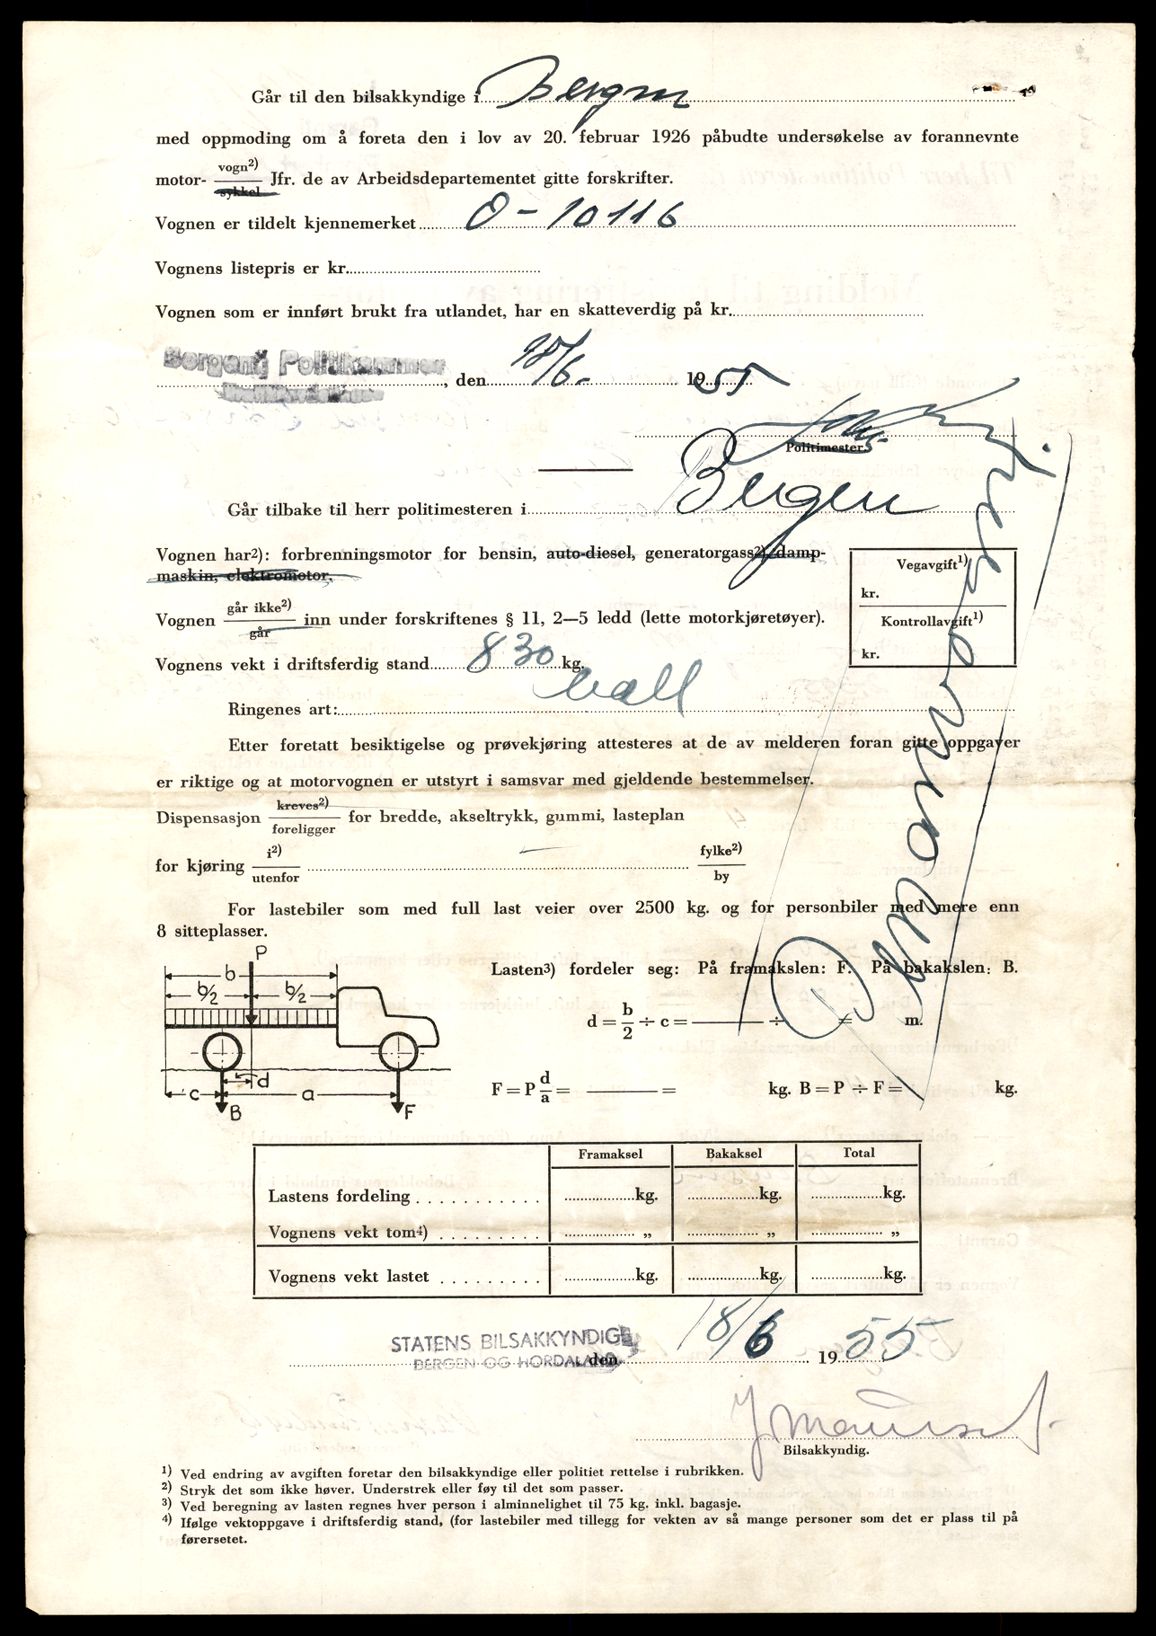 Går til den bilsakkyndige i Bergen
med oppmoding om å foreta den i lov av 20. februar 1926 påbudte undersøkelse av forannevnte
motor- vogn2) sykkel Jfr. de av Arbeidsdepartementet gitte forskrifter.
Vognen er tildelt kjennemerket O-10116
Vognens listepris er kr.
Vognen som er innført brukt fra utlandet, har en skatteverdig på kr.
Bergens Politikammer, den 18/6- 1955
Politimester
Går tilbake til herr politimesteren i Bergen
Vognen har2): forbrenningsmotor for bensin, auto-diesel, generatorgass2), damp-
maskin, elektromotor,
Vegavgift1)
kr.
Kontrollavgift1)
kr.
Vognen går ikke2) går inn under forskriftenes § 11, 2—5 ledd (lette motorkjøretøyer).
Vognens vekt i driftsferdig stand 830 kg.
Ringenes art: ball
Etter foretatt besiktigelse og prøvekjøring attesteres at de av melderen foran gitte oppgaver
er riktige og at motorvognen er utstyrt i samsvar med gjeldende bestemmelser.
Dispensasjon kreves2) foreligger for bredde, akseltrykk, gummi, lasteplan
for kjøring i2) utenfor fylke2) by
For lastebiler som med full last veier over 2500 kg. og for personbiler med mere enn
8 sitteplasser.
P
b
b/2 b/2
d
c a
B F
Lasten3) fordeler seg: På framakslen: F. På bakakslen: B.
d = b/2 ÷ c = ÷ = m.
F = P d/a = = kg. B = P ÷ F = kg.
Framaksel Bakaksel Total
Lastens fordeling . . . . . . . . . . . kg. kg. kg.
Vognens vekt tom4) . . . . . . . . . „ „ „
Vognens vekt lastet . . . . . . . . . kg. kg. kg.
STATENS BILSAKKYNDIGE
BERGEN OG HORDALAND, den 18/6 1955
Bilsakkyndig.
1) Ved endring av avgiften foretar den bilsakkyndige eller politiet rettelse i rubrikken.
2) Stryk det som ikke høver. Understrek eller føy til det som passer.
3) Ved beregning av lasten regnes hver person i alminnelighet til 75 kg. inkl. bagasje.
4) Ifølge vektoppgave i driftsferdig stand, (for lastebiler med tillegg for vekten av så mange personer som det er plass til på
førersetet.